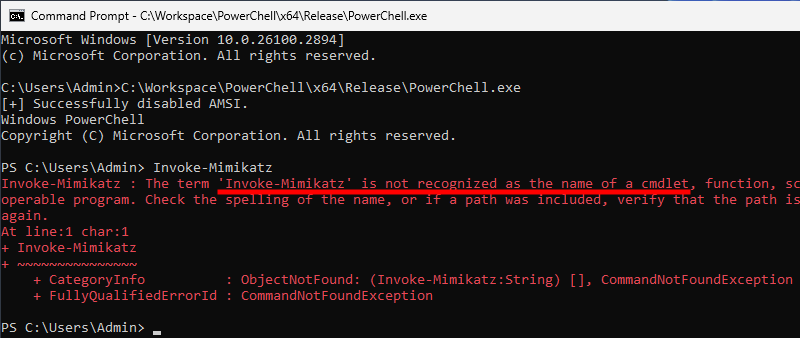 Command Prompt - C:\Workspace\PowerChell\x64\Release\PowerChell.exe
Microsoft Windows [Version 10.0.26100.2894]
(c) Microsoft Corporation. All rights reserved.
C:\Users\Admin>C:\Workspace\PowerChell\x64\Release\PowerChell.exe
[+] Successfully disabled AMSI.
Windows PowerChell
Copyright (C) Microsoft Corporation. All rights reserved.
PS C:\Users\Admin> Invoke-Mimikatz
Invoke-Mimikatz : The term 'Invoke-Mimikatz' is not recognized as the name of a cmdlet, function, sc
operable program. Check the spelling of the name, or if a path was included, verify that the path is
again.
At line:1 char:1
+ Invoke-Mimikatz
+ ~~~~~~~~~~~~~~~
+ CategoryInfo : ObjectNotFound: (Invoke-Mimikatz:String) [], CommandNotFoundException
+ FullyQualifiedErrorId : CommandNotFoundException
PS C:\Users\Admin> _